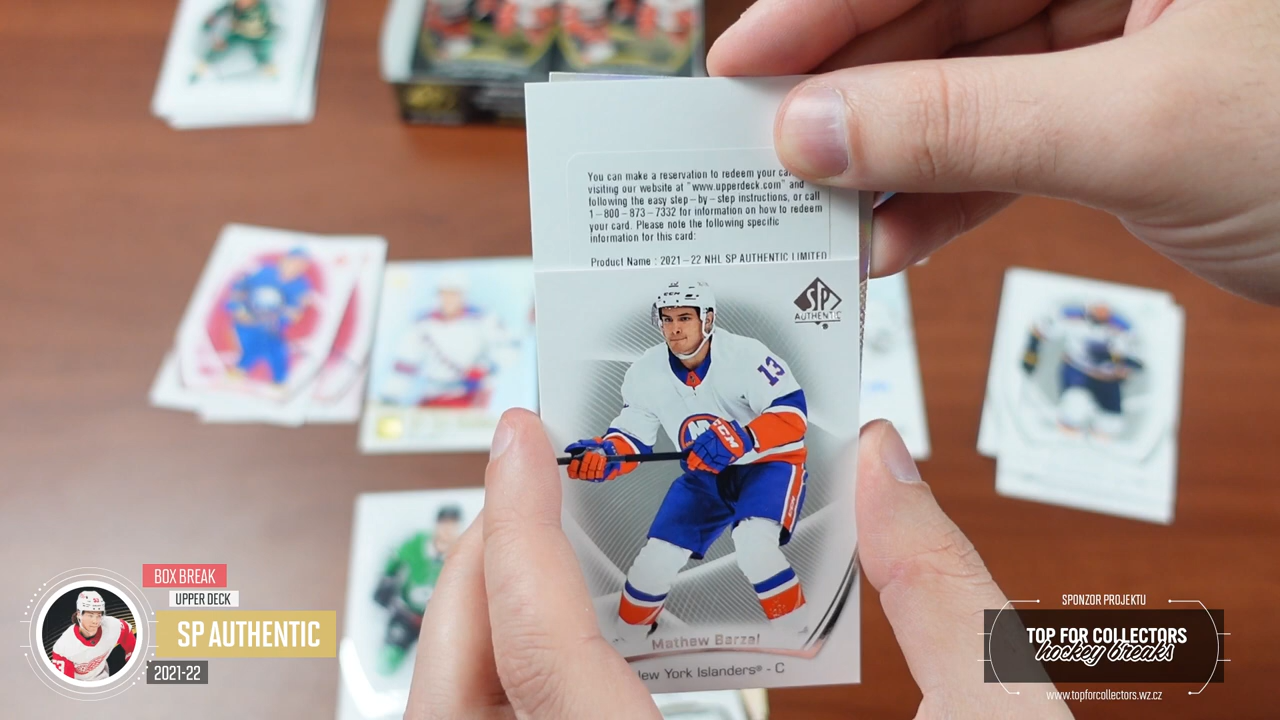 You can make a reservation to redeem your
visiting our website at "www.upperdeck.com" and
following the easy step-by-step instructions, or call
1-800-873-7332 for information on how to redeem
your card. Please note the following specific
information for this card:
Product Name : 2021-22 NHL SP AUTHENTIC LIMITED
SP
AUTHENTIC
13
CCM
Mathew Barzal
New York Islanders® - C
BOX BREAK
UPPER DECK
SP AUTHENTIC
2021-22
SPONZOR PROJEKTU
TOP FOR COLLECTORS
hockey breaks
www.topforcollectors.wz.cz